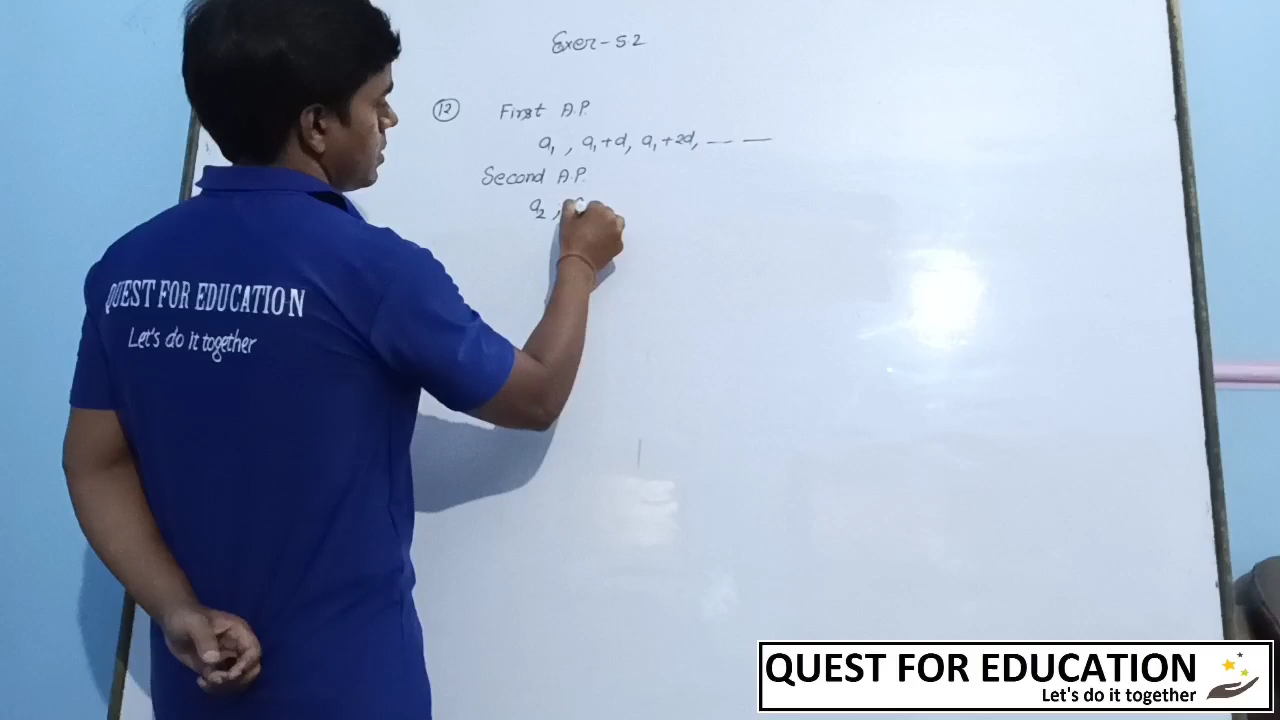 Exer - 5.2
12 First A.P.
a₁, a₁+d, a₁+2d, — —
Second A.P.
a₂,
QUEST FOR EDUCATION
Let's do it together
QUEST FOR EDUCATION
Let's do it together